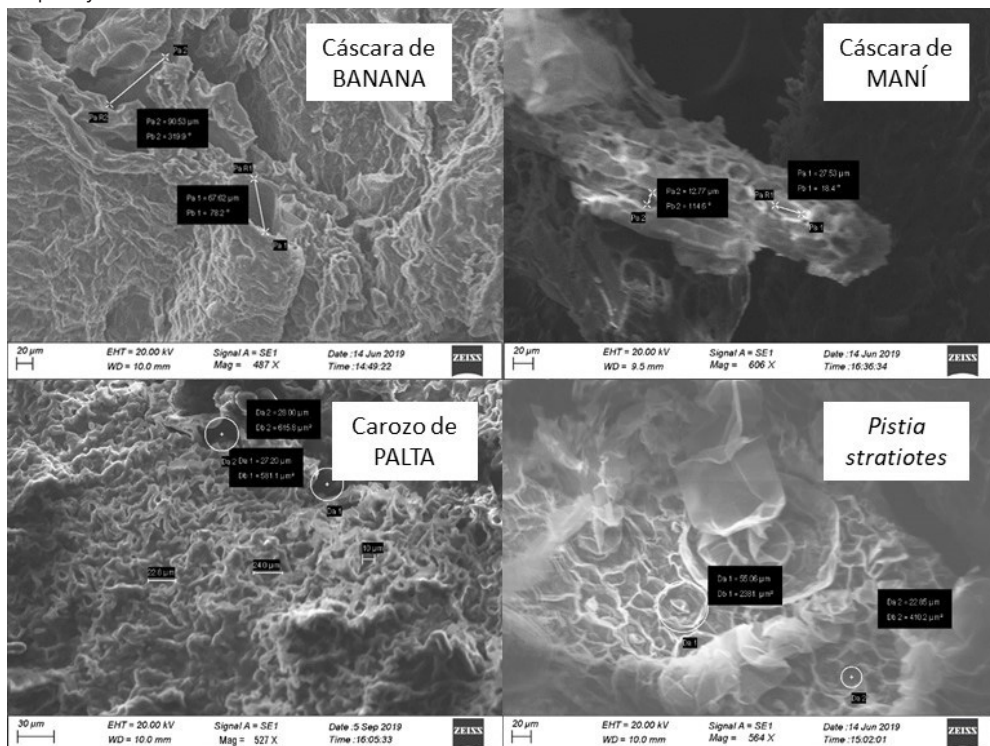 Cáscara de
BANANA
Pa 2
Pa R2
Pa 2 = 90.53 µm
Pb 2 = 319.9 °
Pa R1
Pa 1 = 67.62 µm
Pb 1 = 78.2 °
Pa 1
20 µm
EHT = 20.00 kV
Signal A = SE1
Date :14 Jun 2019
WD = 10.0 mm
Mag = 487 X
Time :14:49:22
ZEISS
Cáscara de
MANÍ
Pa 1 = 27.53 µm
Pb 1 = 18.4 °
Pa 2 = 12.77 µm
Pb 2 = 114.6 °
Pa R1
Pa 2
Pa 1
20 µm
EHT = 20.00 kV
Signal A = SE1
Date :14 Jun 2019
WD = 9.5 mm
Mag = 606 X
Time :16:36:34
ZEISS
Carozo de
PALTA
Da 2 = 28.00 µm
Db 2 = 615.8 µm²
Da 2
Da 1 = 27.20 µm
Db 1 = 581.1 µm²
Da 1
10 µm
22.8 µm
24.0 µm
30 µm
EHT = 20.00 kV
Signal A = SE1
Date :5 Sep 2019
WD = 10.0 mm
Mag = 527 X
Time :16:05:33
ZEISS
Pistia
stratiotes
Da 1 = 55.06 µm
Db 1 = 2381 µm²
Da 2 = 22.85 µm
Db 2 = 410.2 µm²
Da 1
Da 2
20 µm
EHT = 20.00 kV
Signal A = SE1
Date :14 Jun 2019
WD = 10.0 mm
Mag = 564 X
Time :15:02:01
ZEISS